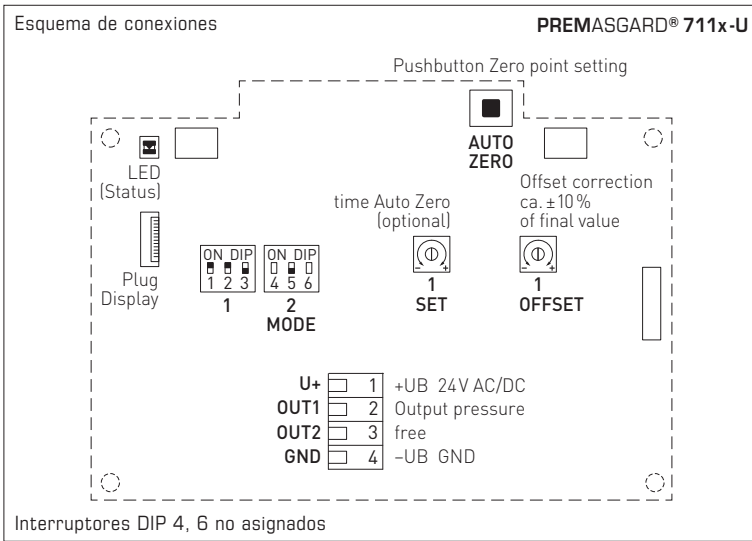 Esquema de conexiones
PREMASGARD® 711x-U
Pushbutton Zero point setting
AUTO
ZERO
LED
(Status)
time Auto Zero
(optional)
Offset correction
ca. ±10 %
of final value
Plug
Display
ON DIP
1 2 3
1
ON DIP
4 5 6
2
MODE
- +
1
SET
- +
1
OFFSET
U+ 1 +UB 24V AC/DC
OUT1 2 Output pressure
OUT2 3 free
GND 4 –UB GND
Interruptores DIP 4, 6 no asignados